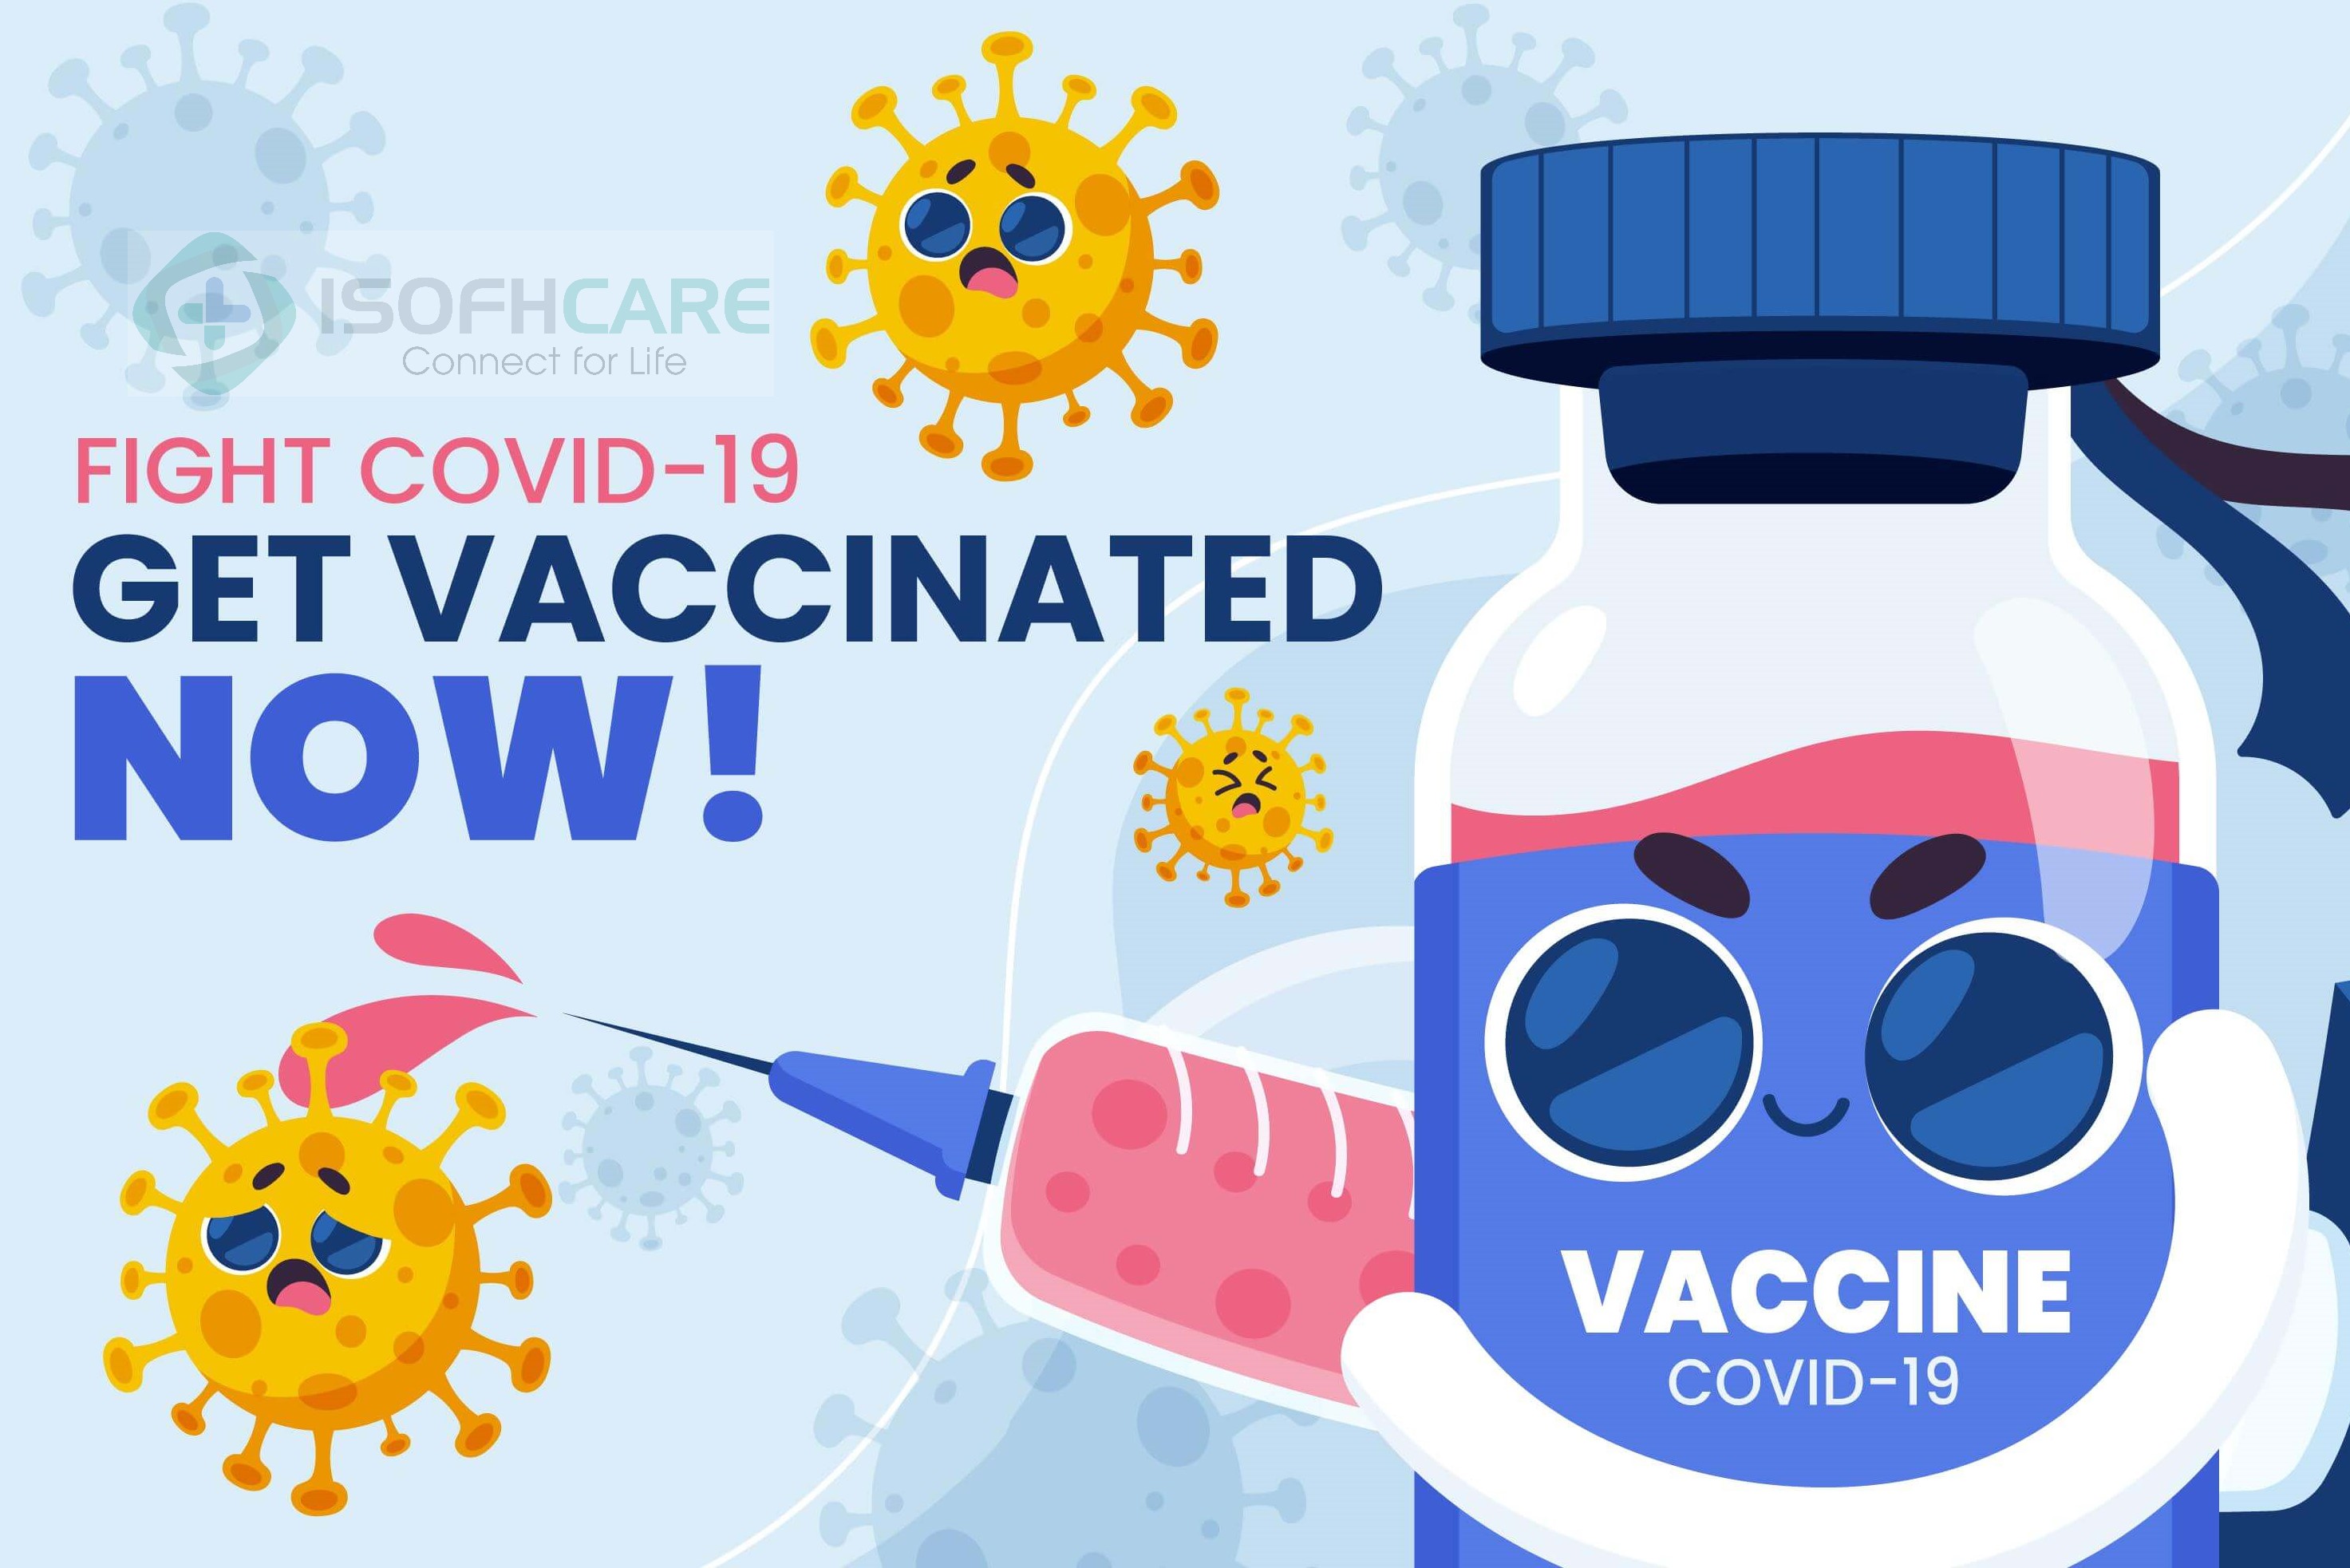 ISOFHCARE
Connect for Life
FIGHT COVID-19
GET VACCINATED
NOW!
VACCINE
COVID-19